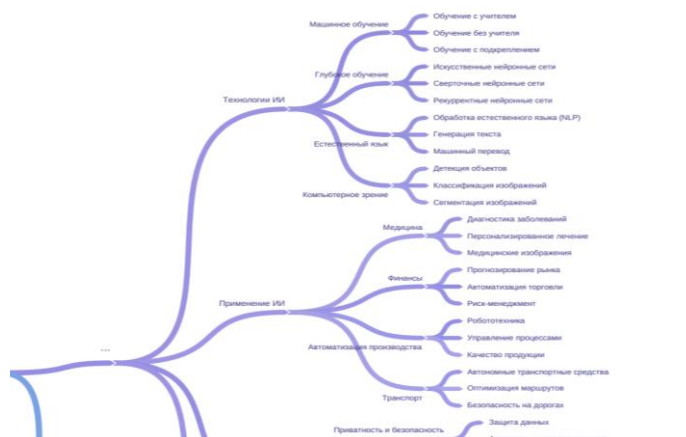 Технологии ИИ
Машинное обучение
Обучение с учителем
Обучение без учителя
Обучение с подкреплением
Глубокое обучение
Искусственные нейронные сети
Сверточные нейронные сети
Рекуррентные нейронные сети
Естественный язык
Обработка естественного языка (NLP)
Генерация текста
Машинный перевод
Компьютерное зрение
Детекция объектов
Классификация изображений
Сегментация изображений
Применение ИИ
Медицина
Диагностика заболеваний
Персонализированное лечение
Медицинские изображения
Финансы
Прогнозирование рынка
Автоматизация торговли
Риск-менеджмент
Автоматизация производства
Робототехника
Управление процессами
Качество продукции
Транспорт
Автономные транспортные средства
Оптимизация маршрутов
Безопасность на дорогах
...
Приватность и безопасность
Защита данных